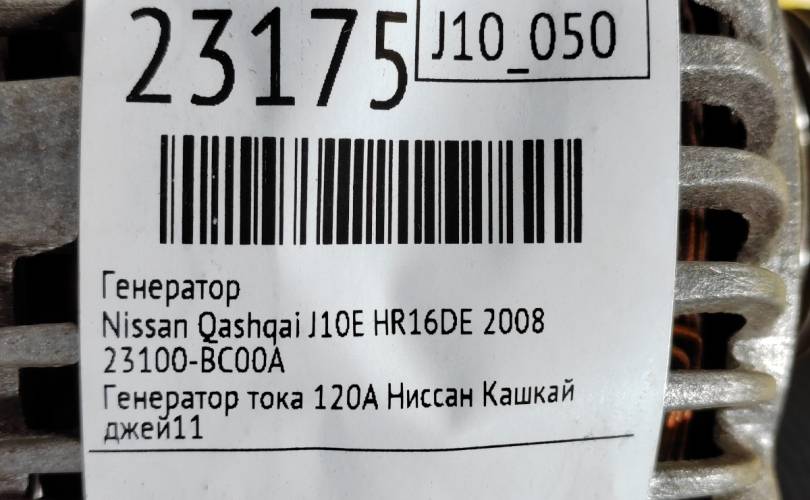 23175
J10_050
Генератор
Nissan Qashqai J10E HR16DE 2008
23100-BC00A
Генератор тока 120А Ниссан Кашкай
джей11